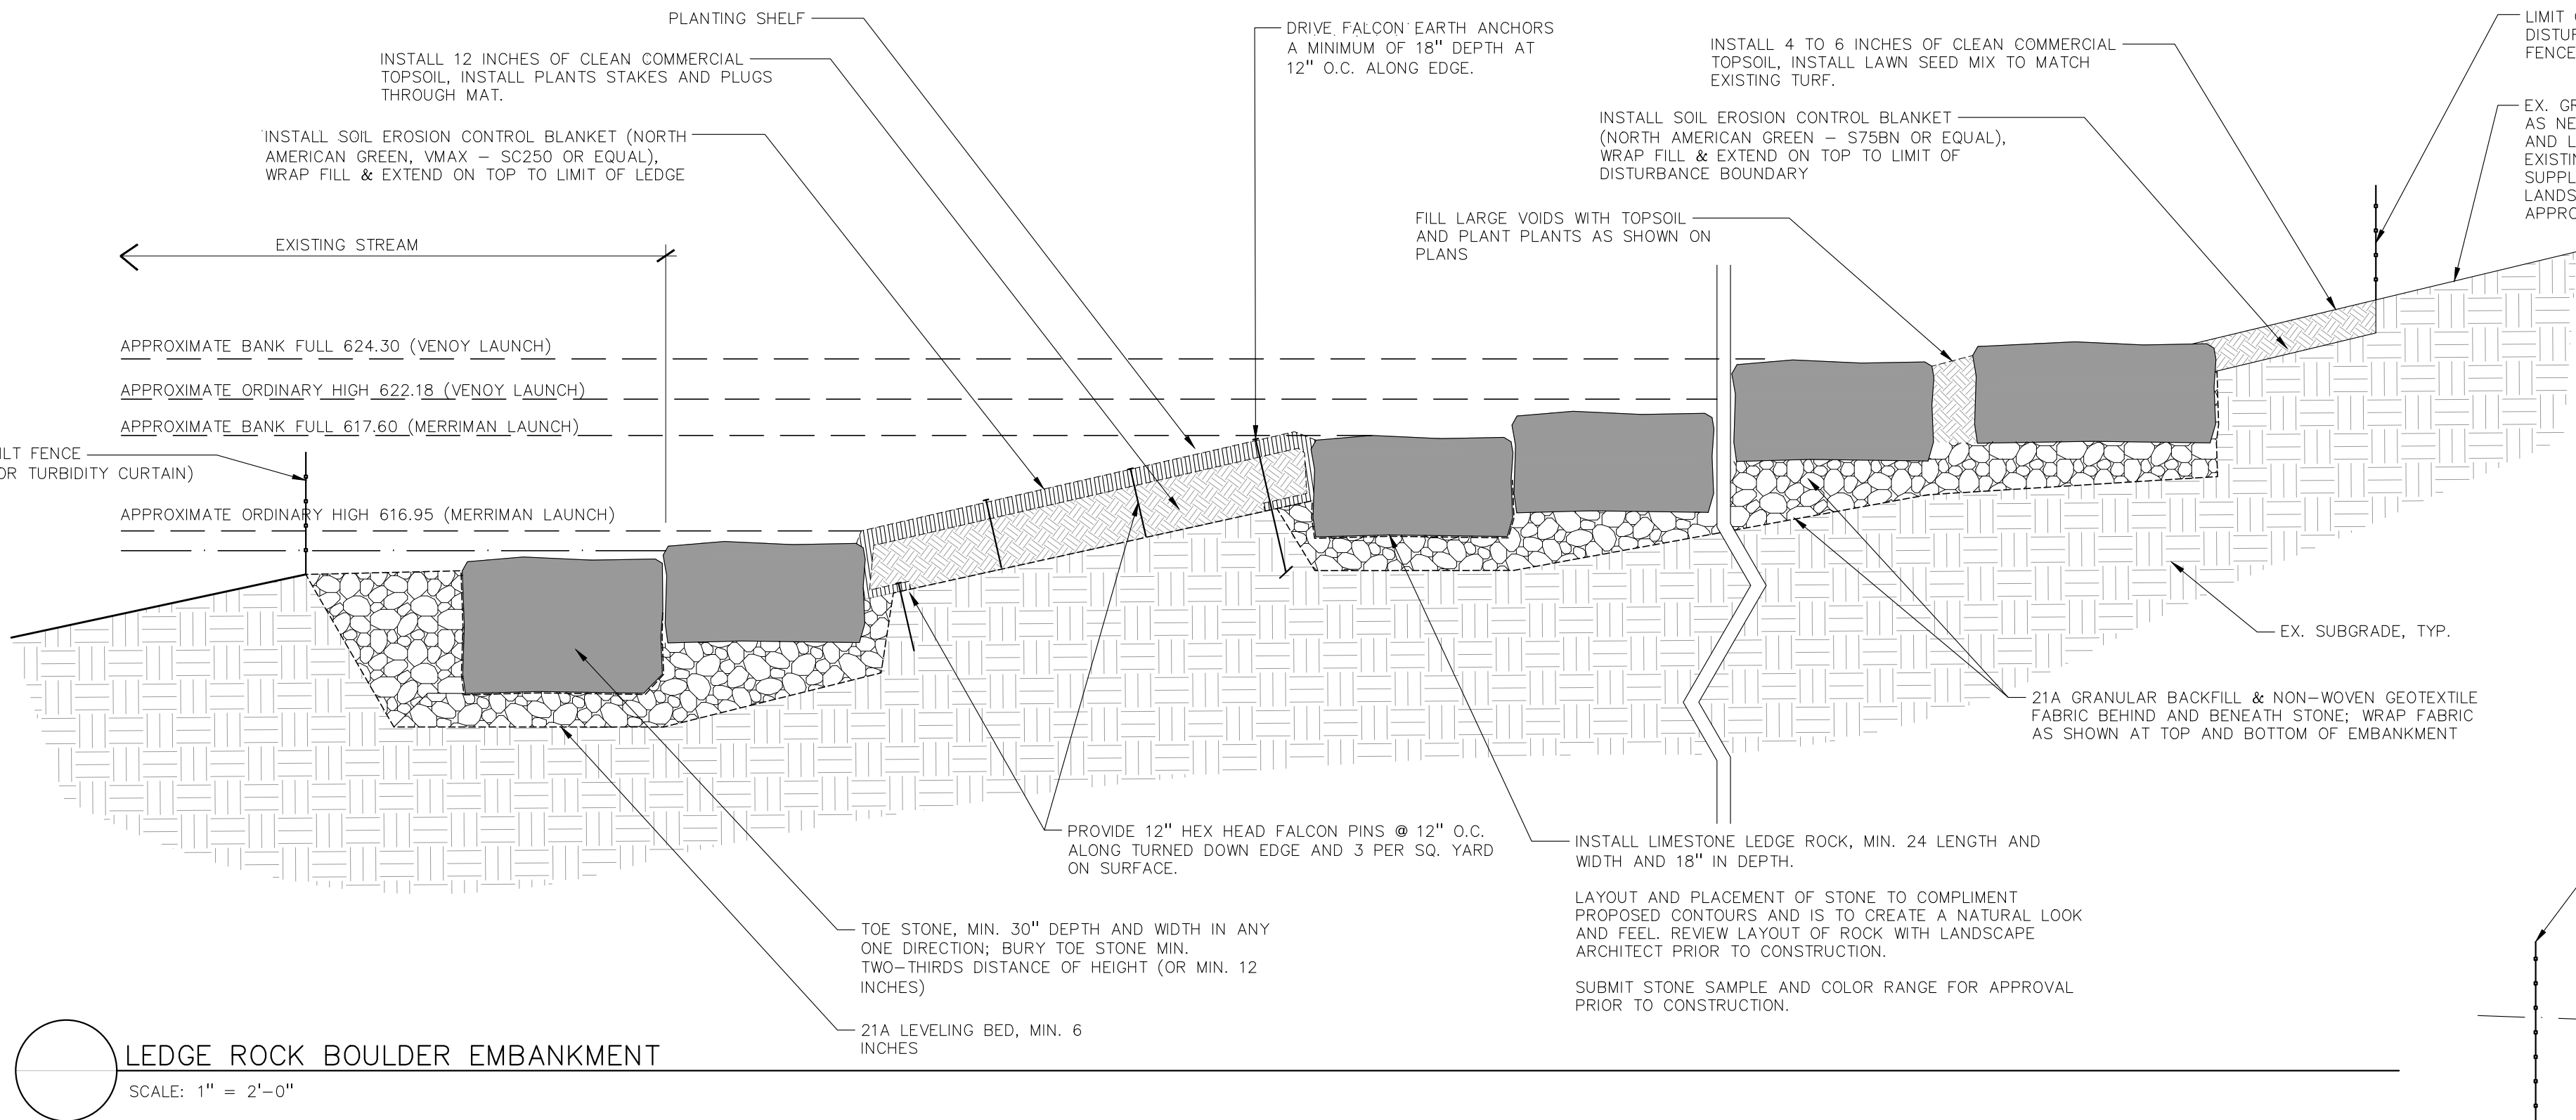 PLANTING SHELF
INSTALL 12 INCHES OF CLEAN COMMERCIAL
TOPSOIL, INSTALL PLANTS STAKES AND PLUGS
THROUGH MAT.
INSTALL SOIL EROSION CONTROL BLANKET (NORTH
AMERICAN GREEN, VMAX – SC250 OR EQUAL),
WRAP FILL & EXTEND ON TOP TO LIMIT OF LEDGE
DRIVE FALCON EARTH ANCHORS
A MINIMUM OF 18" DEPTH AT
12" O.C. ALONG EDGE.
INSTALL 4 TO 6 INCHES OF CLEAN COMMERCIAL
TOPSOIL, INSTALL LAWN SEED MIX TO MATCH
EXISTING TURF.
INSTALL SOIL EROSION CONTROL BLANKET
(NORTH AMERICAN GREEN – S75BN OR EQUAL),
WRAP FILL & EXTEND ON TOP TO LIMIT OF
DISTURBANCE BOUNDARY
FILL LARGE VOIDS WITH TOPSOIL
AND PLANT PLANTS AS SHOWN ON
PLANS
LIMIT
FENCE
EX.
AS
AND
EXISTING STREAM
APPROXIMATE BANK FULL 624.30 (VENOY LAUNCH)
APPROXIMATE ORDINARY HIGH 622.18 (VENOY LAUNCH)
APPROXIMATE BANK FULL 617.60 (MERRIMAN LAUNCH)
FENCE
OR TURBIDITY CURTAIN)
APPROXIMATE ORDINARY HIGH 616.95 (MERRIMAN LAUNCH)
EX. SUBGRADE, TYP.
21A GRANULAR BACKFILL & NON–WOVEN GEOTEXTILE
FABRIC BEHIND AND BENEATH STONE; WRAP FABRIC
AS SHOWN AT TOP AND BOTTOM OF EMBANKMENT
PROVIDE 12" HEX HEAD FALCON PINS @ 12" O.C.
ALONG TURNED DOWN EDGE AND 3 PER SQ. YARD
ON SURFACE.
INSTALL LIMESTONE LEDGE ROCK, MIN. 24 LENGTH AND
WIDTH AND 18" IN DEPTH.
LAYOUT AND PLACEMENT OF STONE TO COMPLIMENT
PROPOSED CONTOURS AND IS TO CREATE A NATURAL LOOK
AND FEEL. REVIEW LAYOUT OF ROCK WITH LANDSCAPE
ARCHITECT PRIOR TO CONSTRUCTION.
SUBMIT STONE SAMPLE AND COLOR RANGE FOR APPROVAL
PRIOR TO CONSTRUCTION.
TOE STONE, MIN. 30" DEPTH AND WIDTH IN ANY
ONE DIRECTION; BURY TOE STONE MIN.
TWO–THIRDS DISTANCE OF HEIGHT (OR MIN. 12
INCHES)
21A LEVELING BED, MIN. 6
INCHES
LEDGE ROCK BOULDER EMBANKMENT
SCALE: 1" = 2'–0"